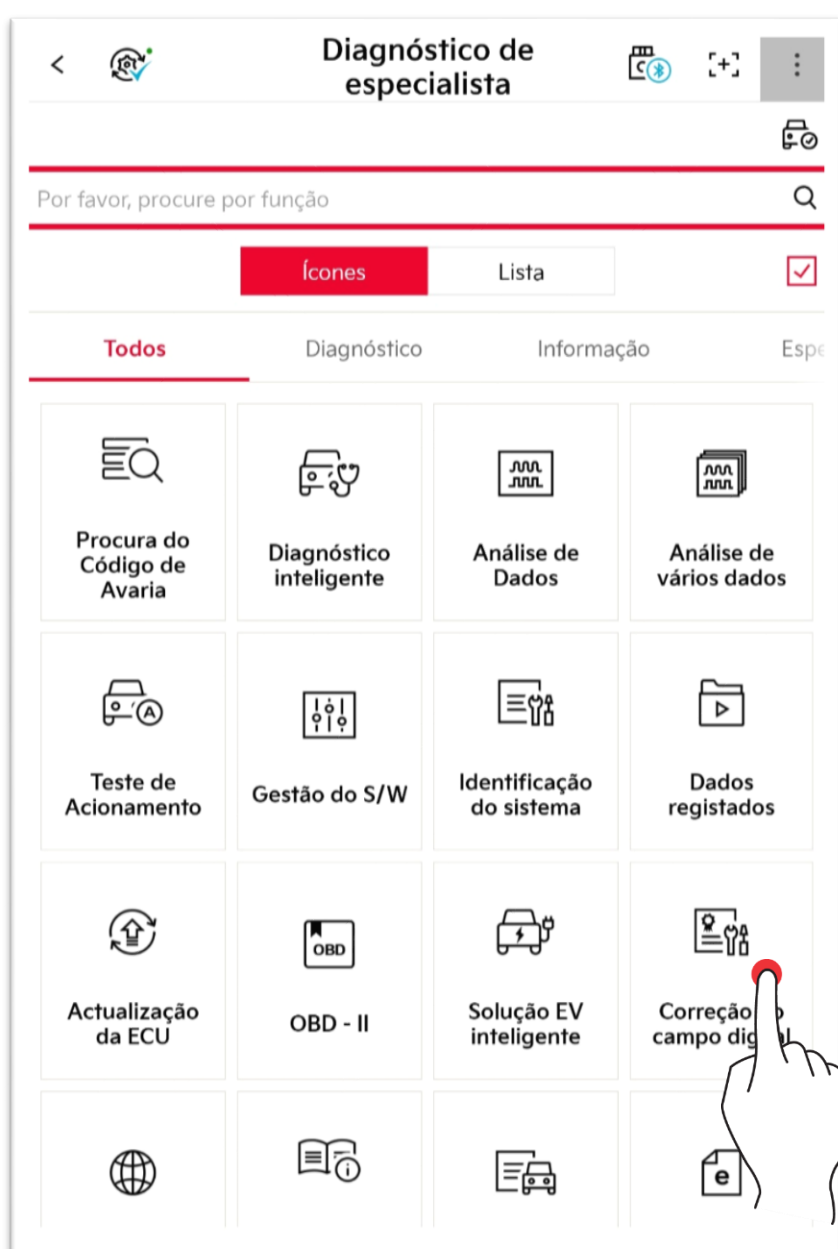 Diagnóstico de
especialista
Por favor, procure por função
Ícones
Lista
Todos
Diagnóstico
Informação
Espe
Procura do
Código de
Avaria
Diagnóstico
inteligente
Análise de
Dados
Análise de
vários dados
Teste de
Acionamento
Gestão do S/W
Identificação
do sistema
Dados
registados
Actualização
da ECU
OBD
OBD - II
Solução EV
inteligente
Correção
campo